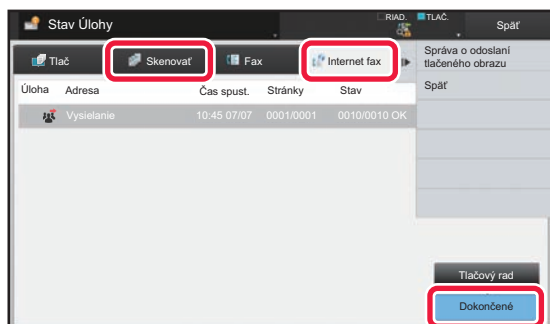 Stav Úlohy
RIAD.
TLAČ.
Späť
Tlač
Skenovať
Fax
Internet fax
Správa o odoslaní
tlačeného obrazu
Späť
Úloha Adresa Čas spust. Stránky Stav
Vysielanie 10:45 07/07 0001/0001 0010/0010 OK
Tlačový rad
Dokončené